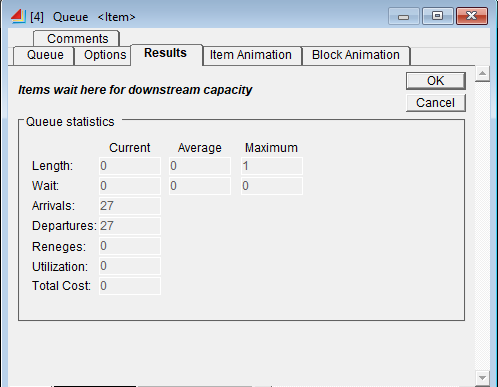 [4] Queue <Item>
Comments
Queue Options Results Item Animation Block Animation
Items wait here for downstream capacity
OK
Cancel
Queue statistics
Current Average Maximum
Length: 0 0 1
Wait: 0 0 0
Arrivals: 27
Departures: 27
Reneges: 0
Utilization: 0
Total Cost: 0